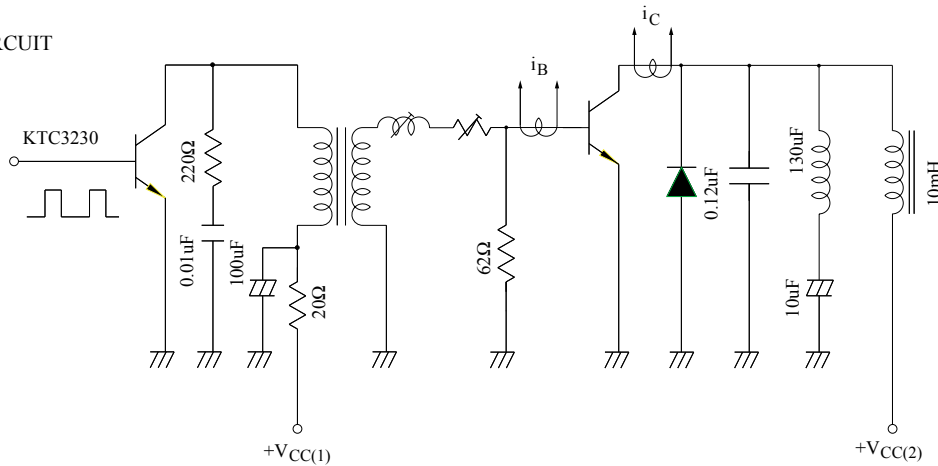 RCUIT
KTC3230
220Ω
0.01uF
100uF
20Ω
+VCC(1)
62Ω
iB
iC
0.12uF
130uF
10uF
10mH
+VCC(2)